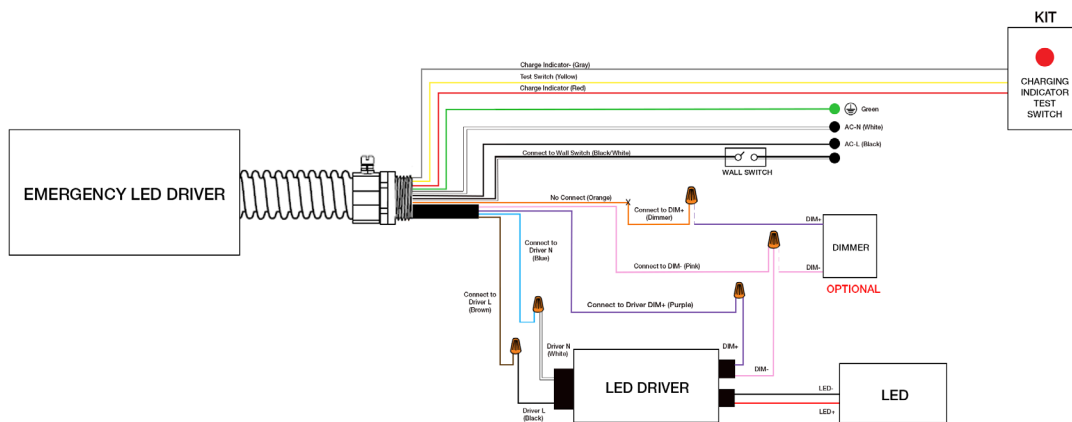 KIT
CHARGING
INDICATOR
TEST
SWITCH
Charge Indicator- (Gray)
Test Switch (Yellow)
Charge Indicator (Red)
Green
AC-N (White)
AC-L (Black)
Connect to Wall Switch (Black/White)
WALL SWITCH
EMERGENCY LED DRIVER
No Connect (Orange)
X
Connect to DIM+
(Dimmer)
DIM+
DIMMER
DIM-
OPTIONAL
Connect to
Driver N
(Blue)
Connect to DIM- (Pink)
Connect to
Driver L
(Brown)
Connect to Driver DIM+ (Purple)
Driver N
(White)
DIM+
DIM-
LED DRIVER
Driver L
(Black)
LED-
LED+
LED